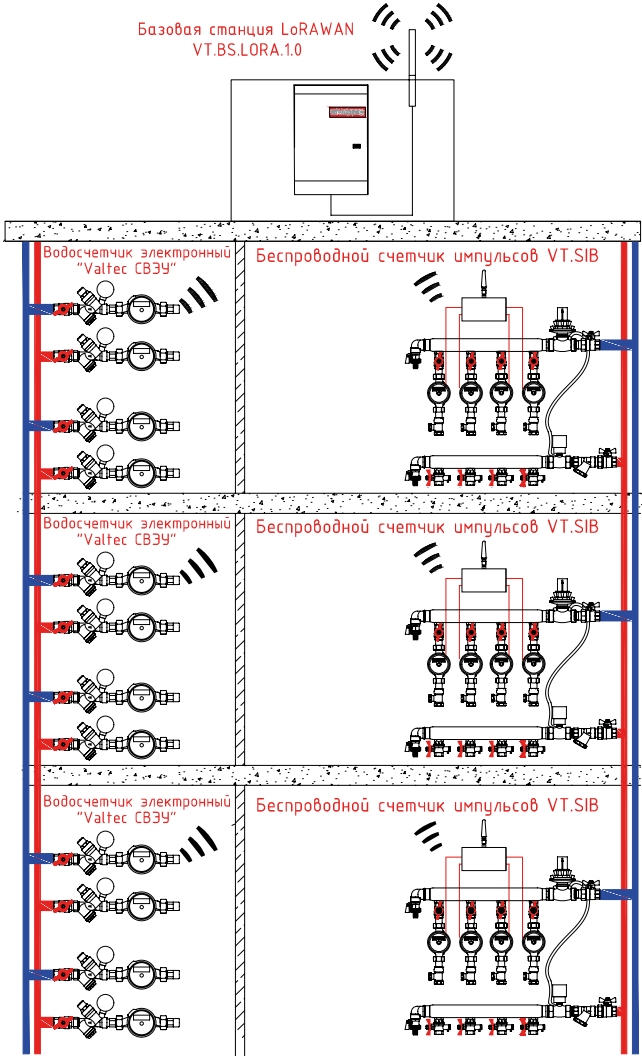 Базовая станция LoRAWAN
VT.BS.LORA.1.0
Водосчетчик электронный
"Valtec СВЭУ"
Беспроводной счетчик импульсов VT.SIB
Водосчетчик электронный
"Valtec СВЭУ"
Беспроводной счетчик импульсов VT.SIB
Водосчетчик электронный
"Valtec СВЭУ"
Беспроводной счетчик импульсов VT.SIB